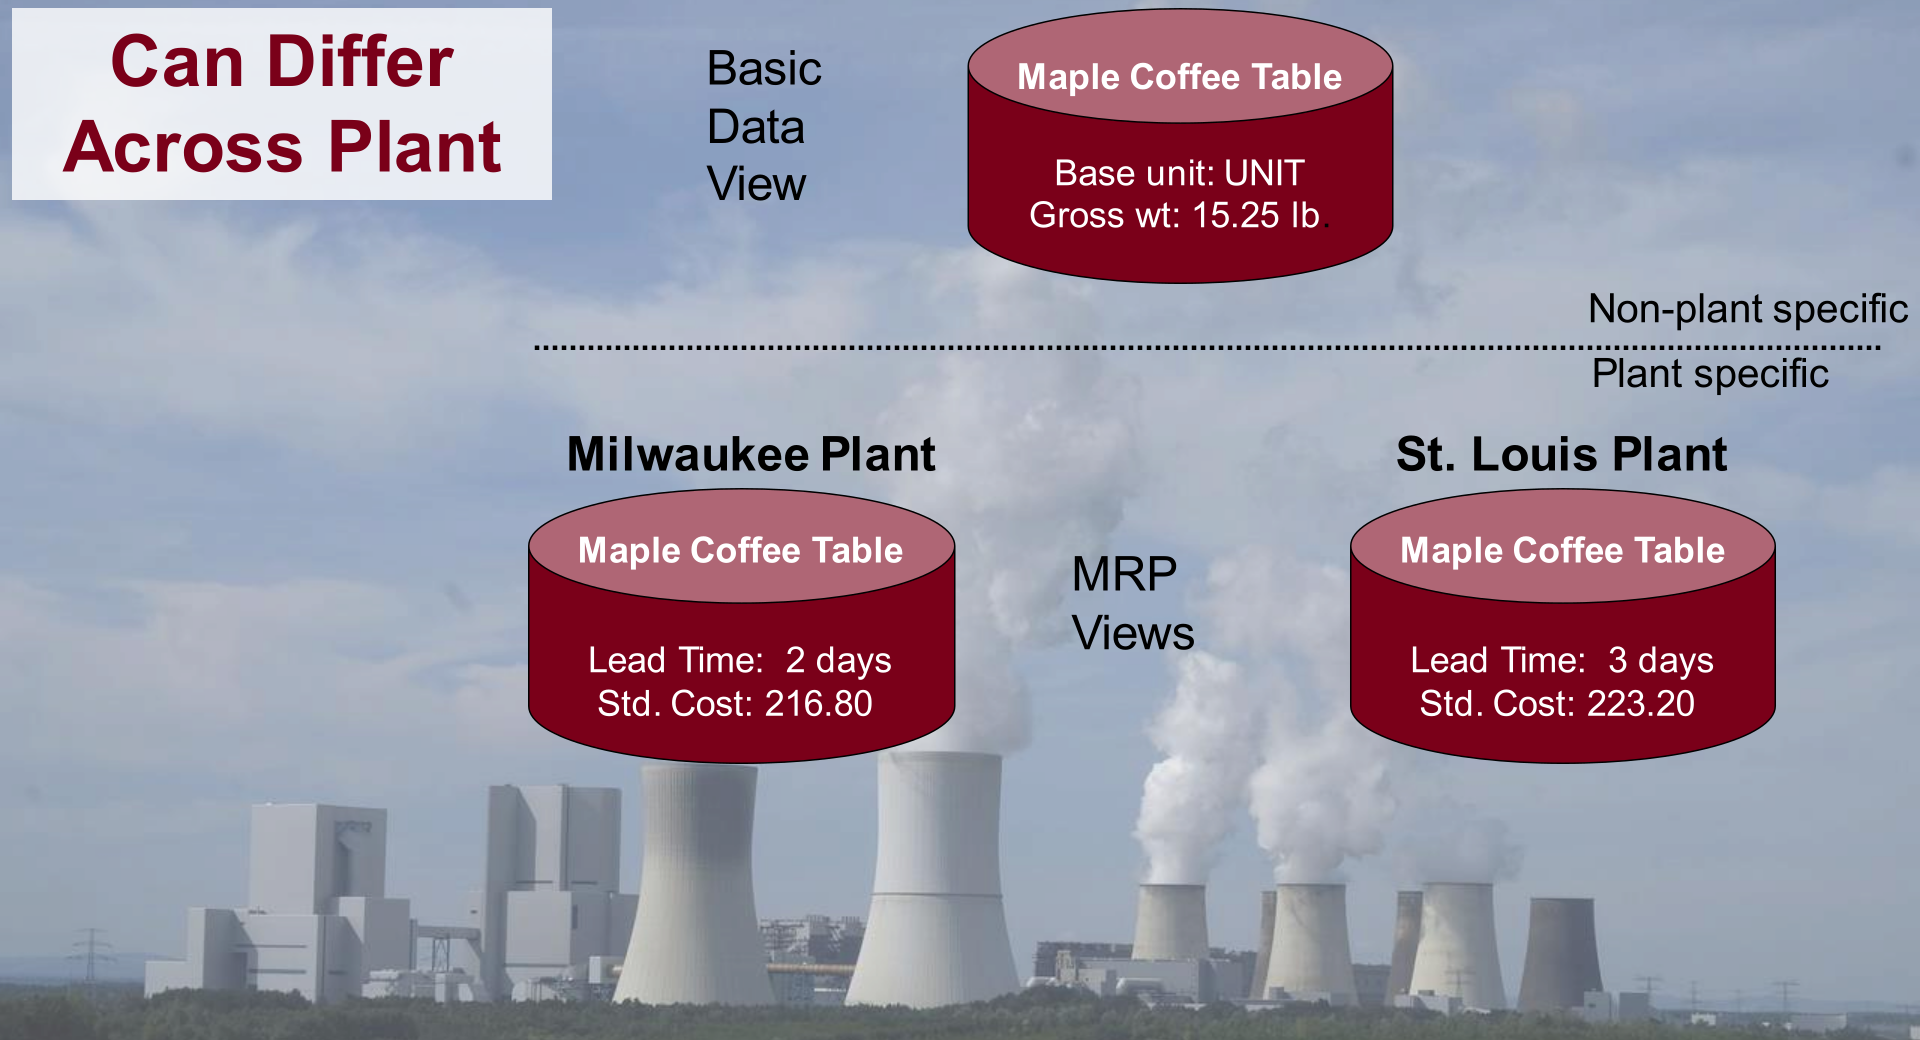 Can Differ
Across Plant
Basic
Data
View
Maple Coffee Table
Base unit: UNIT
Gross wt: 15.25 lb.
Non-plant specific
Plant specific
Milwaukee Plant
St. Louis Plant
Maple Coffee Table
Lead Time: 2 days
Std. Cost: 216.80
MRP
Views
Maple Coffee Table
Lead Time: 3 days
Std. Cost: 223.20